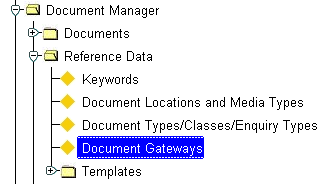 Document Manager
Documents
Reference Data
Keywords
Document Locations and Media Types
Document Types/Classes/Enquiry Types
Document Gateways
Templates